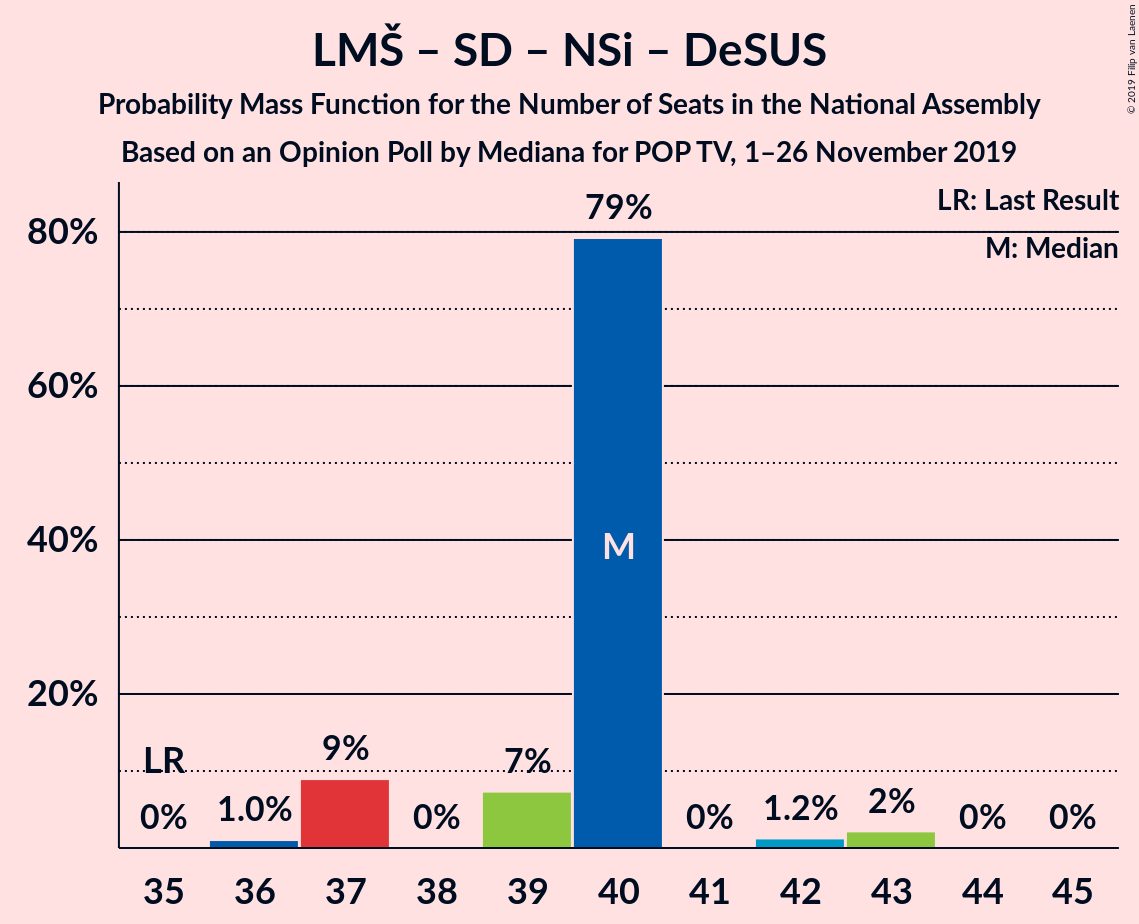 LMŠ – SD – NSi – DeSUS
Probability Mass Function for the Number of Seats in the National Assembly
Based on an Opinion Poll by Mediana for POP TV, 1–26 November 2019
© 2019 Filip van Laenen
LR: Last Result
M: Median
80%
60%
40%
20%
LR
0%
1.0%
9%
0%
7%
79%
M
0%
1.2%
2%
0%
0%
35 36 37 38 39 40 41 42 43 44 45